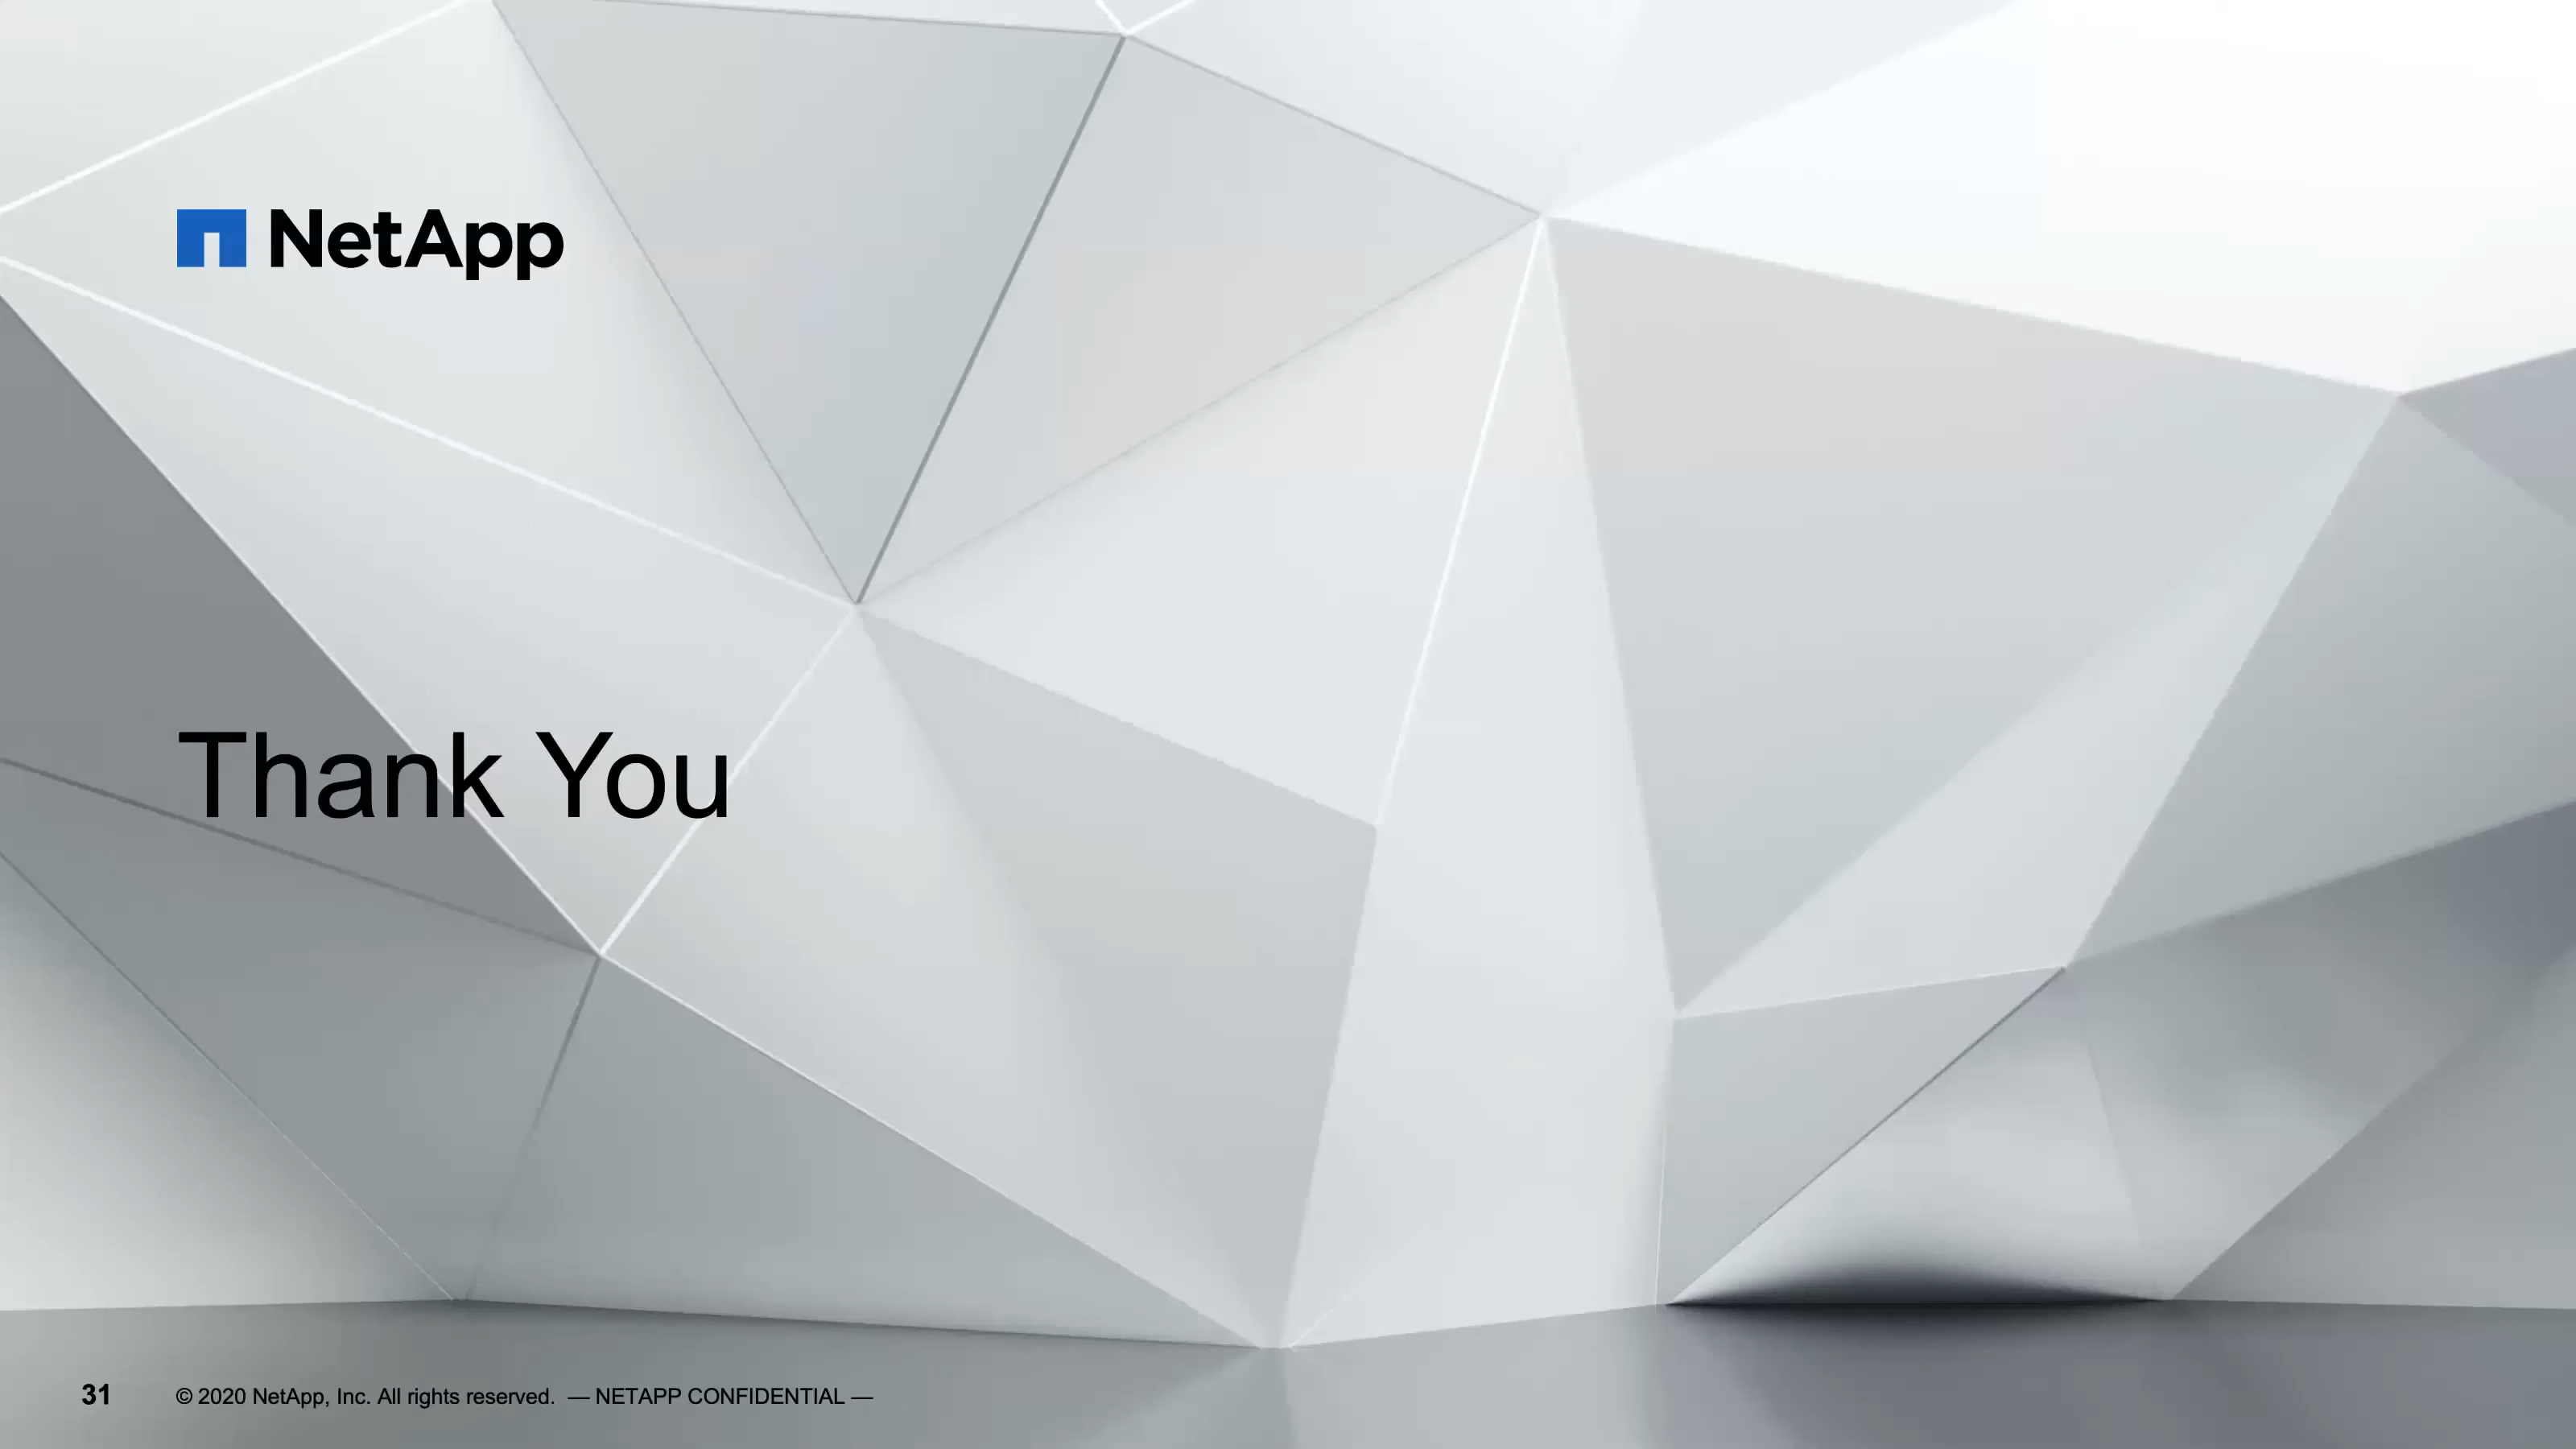 NetApp
Thank You
31 © 2020 NetApp, Inc. All rights reserved. — NETAPP CONFIDENTIAL —